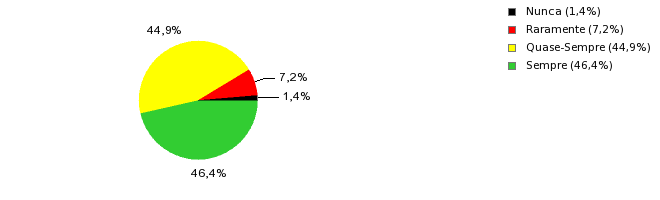 44,9%
7,2%
1,4%
46,4%
Nunca (1,4%)
Raramente (7,2%)
Quase-Sempre (44,9%)
Sempre (46,4%)